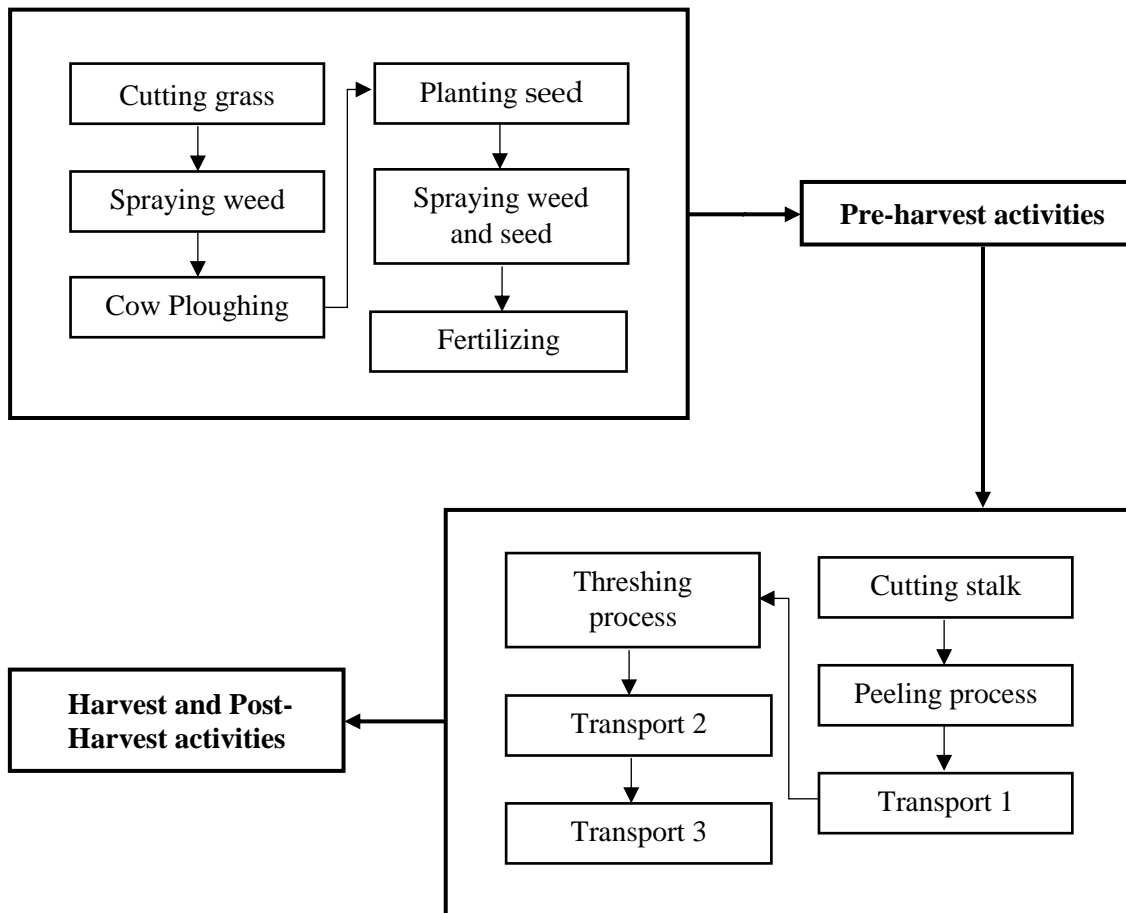 Cutting grass
Spraying weed
Cow Ploughing
Planting seed
Spraying weed
and seed
Fertilizing
Pre-harvest activities
Cutting stalk
Peeling process
Transport 1
Threshing
process
Transport 2
Transport 3
Harvest and Post-
Harvest activities